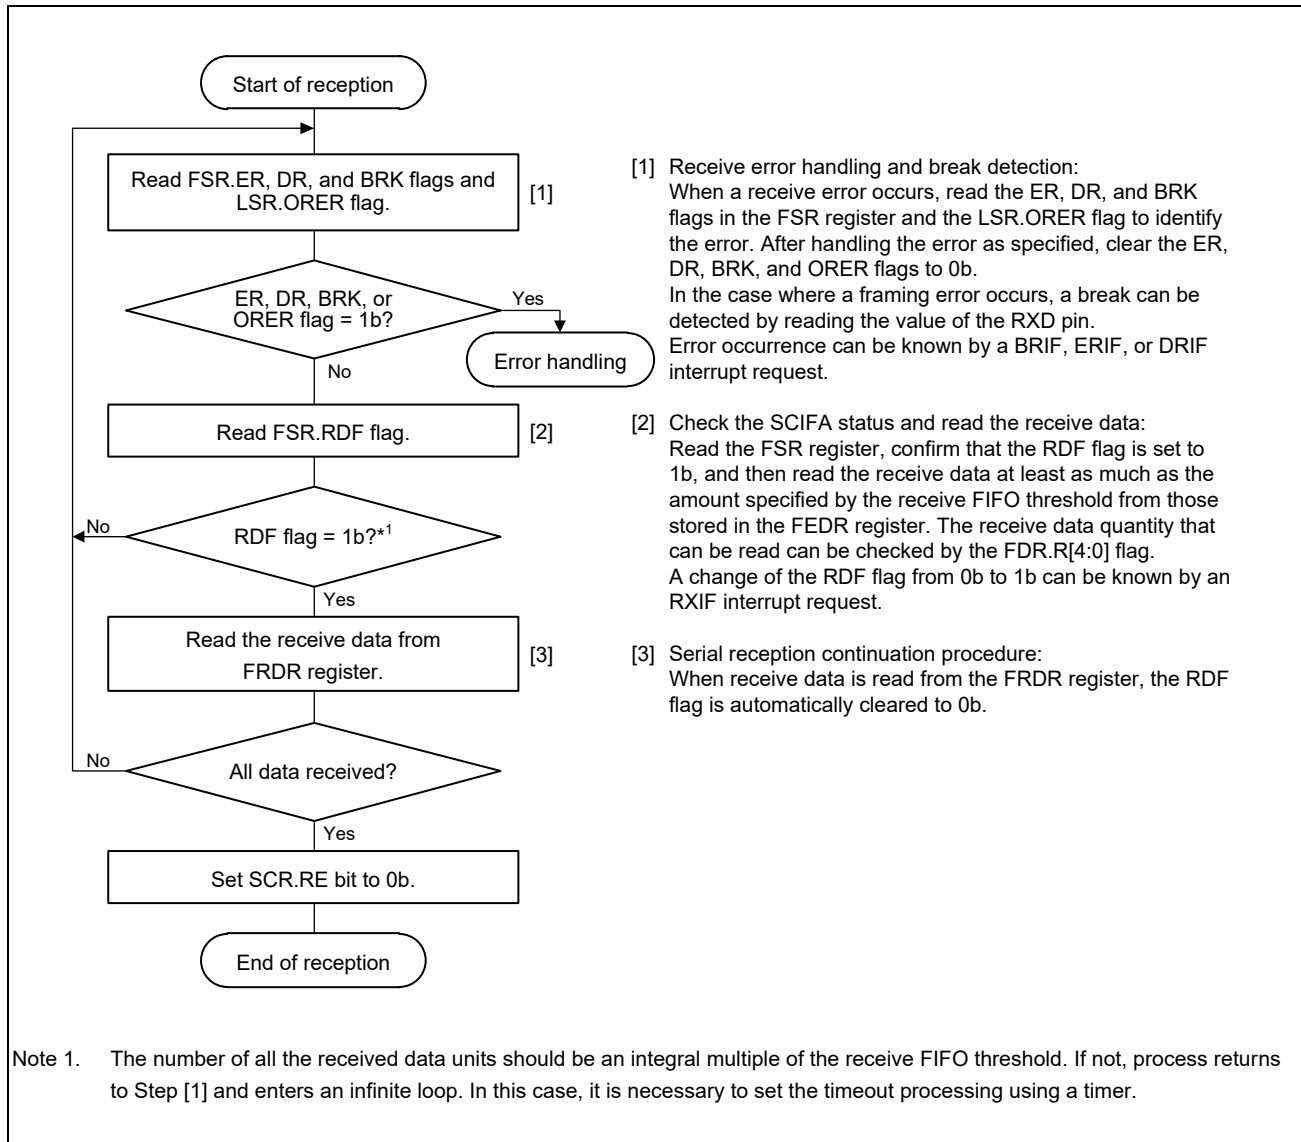 Start of reception
Read FSR.ER, DR, and BRK flags and
LSR.ORER flag.
[1]
ER, DR, BRK, or
ORER flag = 1b?
Yes
Error handling
No
Read FSR.RDF flag.
[2]
RDF flag = 1b?*1
No
Yes
Read the receive data from
FRDR register.
[3]
All data received?
No
Yes
Set SCR.RE bit to 0b.
End of reception
[1] Receive error handling and break detection:
When a receive error occurs, read the ER, DR, and BRK
flags in the FSR register and the LSR.ORER flag to identify
the error. After handling the error as specified, clear the ER,
DR, BRK, and ORER flags to 0b.
In the case where a framing error occurs, a break can be
detected by reading the value of the RXD pin.
Error occurrence can be known by a BRIF, ERIF, or DRIF
interrupt request.
[2] Check the SCIFA status and read the receive data:
Read the FSR register, confirm that the RDF flag is set to
1b, and then read the receive data at least as much as the
amount specified by the receive FIFO threshold from those
stored in the FEDR register. The receive data quantity that
can be read can be checked by the FDR.R[4:0] flag.
A change of the RDF flag from 0b to 1b can be known by an
RXIF interrupt request.
[3] Serial reception continuation procedure:
When receive data is read from the FRDR register, the RDF
flag is automatically cleared to 0b.
Note 1. The number of all the received data units should be an integral multiple of the receive FIFO threshold. If not, process returns
to Step [1] and enters an infinite loop. In this case, it is necessary to set the timeout processing using a timer.